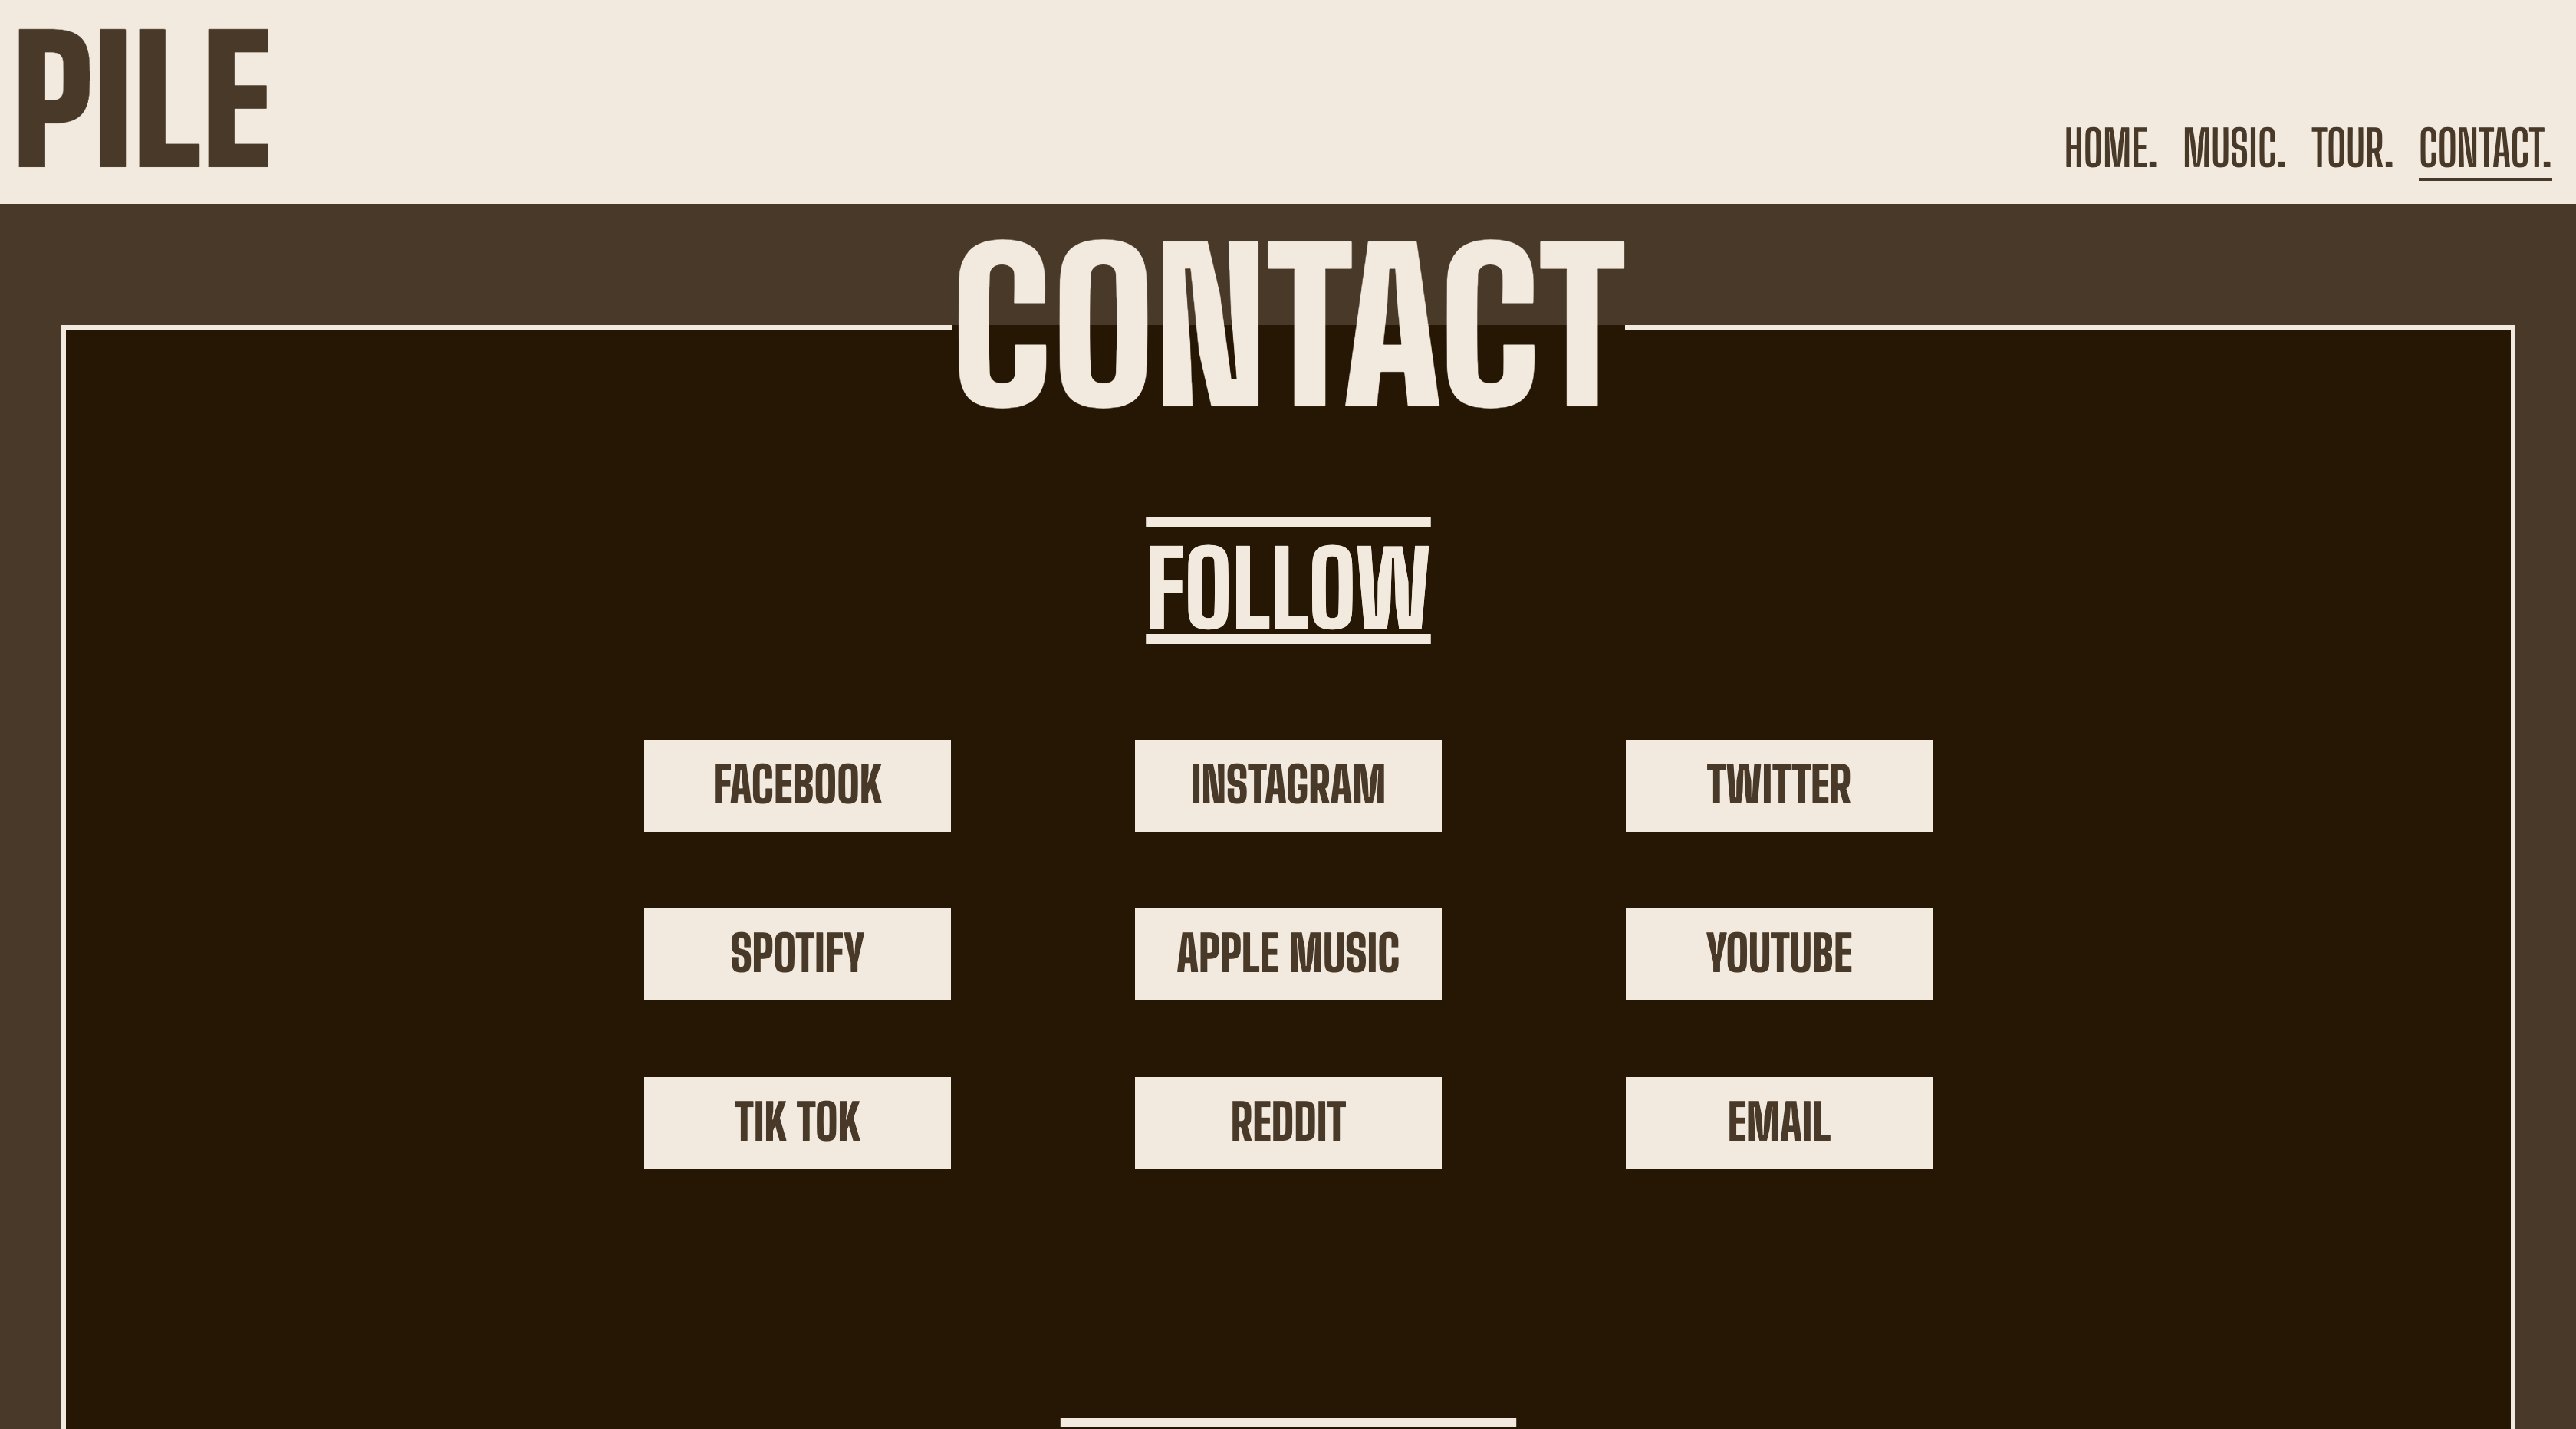 PILE
HOME. MUSIC. TOUR. CONTACT.
CONTACT
FOLLOW
FACEBOOK INSTAGRAM TWITTER
SPOTIFY APPLE MUSIC YOUTUBE
TIK TOK REDDIT EMAIL